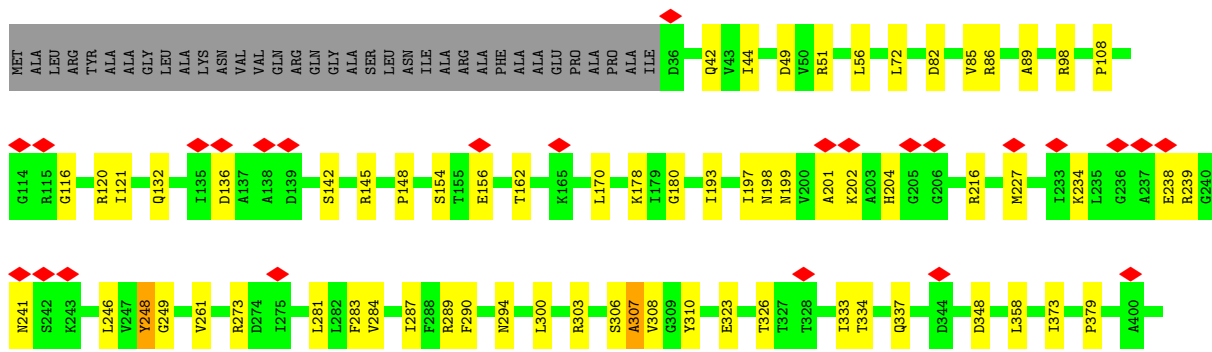 MET ALA LEU ARG TYR ALA ALA GLY LEU ALA LYS ASN VAL VAL GLN ARG GLN GLY ALA SER LEU ASN ILE ALA ARG ALA PHE ALA ALA GLU PRO ALA PRO ALA ILE D36 Q42 V43 I44 D49 V50 R51 L56 L72 D82 V85 R86 A89 R98 P108
G114 R115 G116 R120 I121 Q132 I135 D136 A137 A138 D139 S142 R145 P148 S154 T155 E156 T162 K165 L170 K178 I179 G180 I193 I197 N198 N199 V200 A201 K202 A203 H204 G205 G206 R216 M227 I233 K234 L235 G236 A237 E238 R239 G240
N241 S242 K243 L246 V247 Y248 G249 V261 R273 D274 I275 L281 L282 F283 V284 I287 F288 R289 F290 N294 L300 R303 S306 A307 V308 G309 Y310 E323 T326 T327 T328 I333 T334 Q337 D344 D348 L358 I373 P379 A400